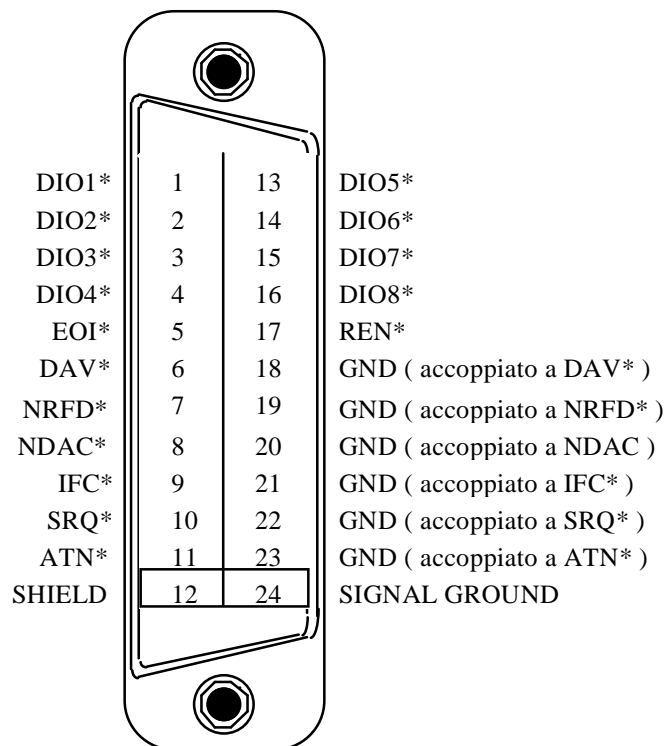 DIO1* 1 13 DIO5*
DIO2* 2 14 DIO6*
DIO3* 3 15 DIO7*
DIO4* 4 16 DIO8*
EOI* 5 17 REN*
DAV* 6 18 GND ( accoppiato a DAV* )
NRFD* 7 19 GND ( accoppiato a NRFD* )
NDAC* 8 20 GND ( accoppiato a NDAC )
IFC* 9 21 GND ( accoppiato a IFC* )
SRQ* 10 22 GND ( accoppiato a SRQ* )
ATN* 11 23 GND ( accoppiato a ATN* )
SHIELD 12 24 SIGNAL GROUND